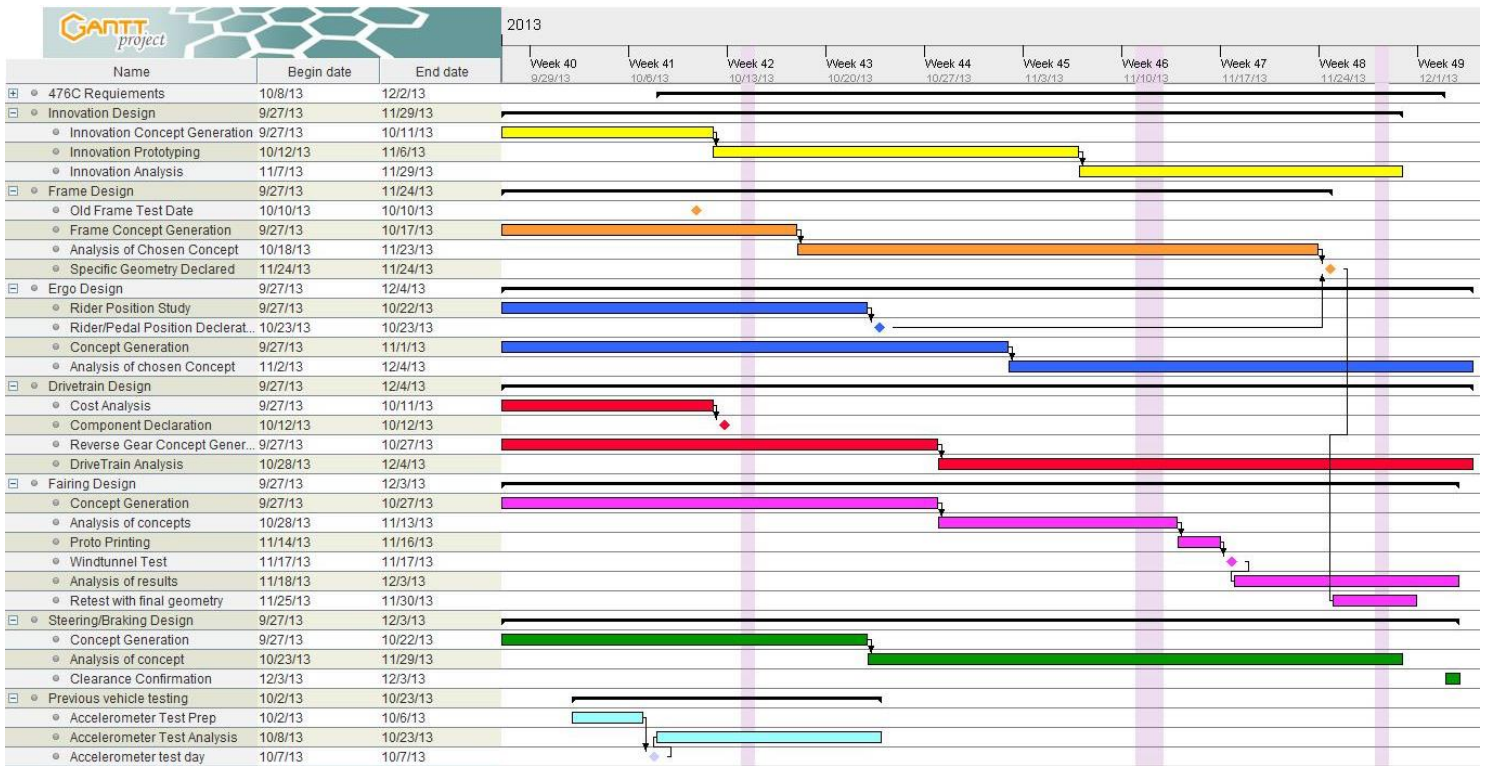 GANTT
project
2013
Name Begin date End date
Week 40 Week 41 Week 42 Week 43 Week 44 Week 45 Week 46 Week 47 Week 48 Week 49
9/29/13 10/6/13 10/13/13 10/20/13 10/27/13 11/3/13 11/10/13 11/17/13 11/24/13 12/1/13
476C Requiements 10/8/13 12/2/13
Innovation Design 9/27/13 11/29/13
Innovation Concept Generation 9/27/13 10/11/13
Innovation Prototyping 10/12/13 11/6/13
Innovation Analysis 11/7/13 11/29/13
Frame Design 9/27/13 11/24/13
Old Frame Test Date 10/10/13 10/10/13
Frame Concept Generation 9/27/13 10/17/13
Analysis of Chosen Concept 10/18/13 11/23/13
Specific Geometry Declared 11/24/13 11/24/13
Ergo Design 9/27/13 12/4/13
Rider Position Study 9/27/13 10/22/13
Rider/Pedal Position Declerat... 10/23/13 10/23/13
Concept Generation 9/27/13 11/1/13
Analysis of chosen Concept 11/2/13 12/4/13
Drivetrain Design 9/27/13 12/4/13
Cost Analysis 9/27/13 10/11/13
Component Declaration 10/12/13 10/12/13
Reverse Gear Concept Gener... 9/27/13 10/27/13
DriveTrain Analysis 10/28/13 12/4/13
Fairing Design 9/27/13 12/3/13
Concept Generation 9/27/13 10/27/13
Analysis of concepts 10/28/13 11/13/13
Proto Printing 11/14/13 11/16/13
Windtunnel Test 11/17/13 11/17/13
Analysis of results 11/18/13 12/3/13
Retest with final geometry 11/25/13 11/30/13
Steering/Braking Design 9/27/13 12/3/13
Concept Generation 9/27/13 10/22/13
Analysis of concept 10/23/13 11/29/13
Clearance Confirmation 12/3/13 12/3/13
Previous vehicle testing 10/2/13 10/23/13
Accelerometer Test Prep 10/2/13 10/6/13
Accelerometer Test Analysis 10/8/13 10/23/13
Accelerometer test day 10/7/13 10/7/13